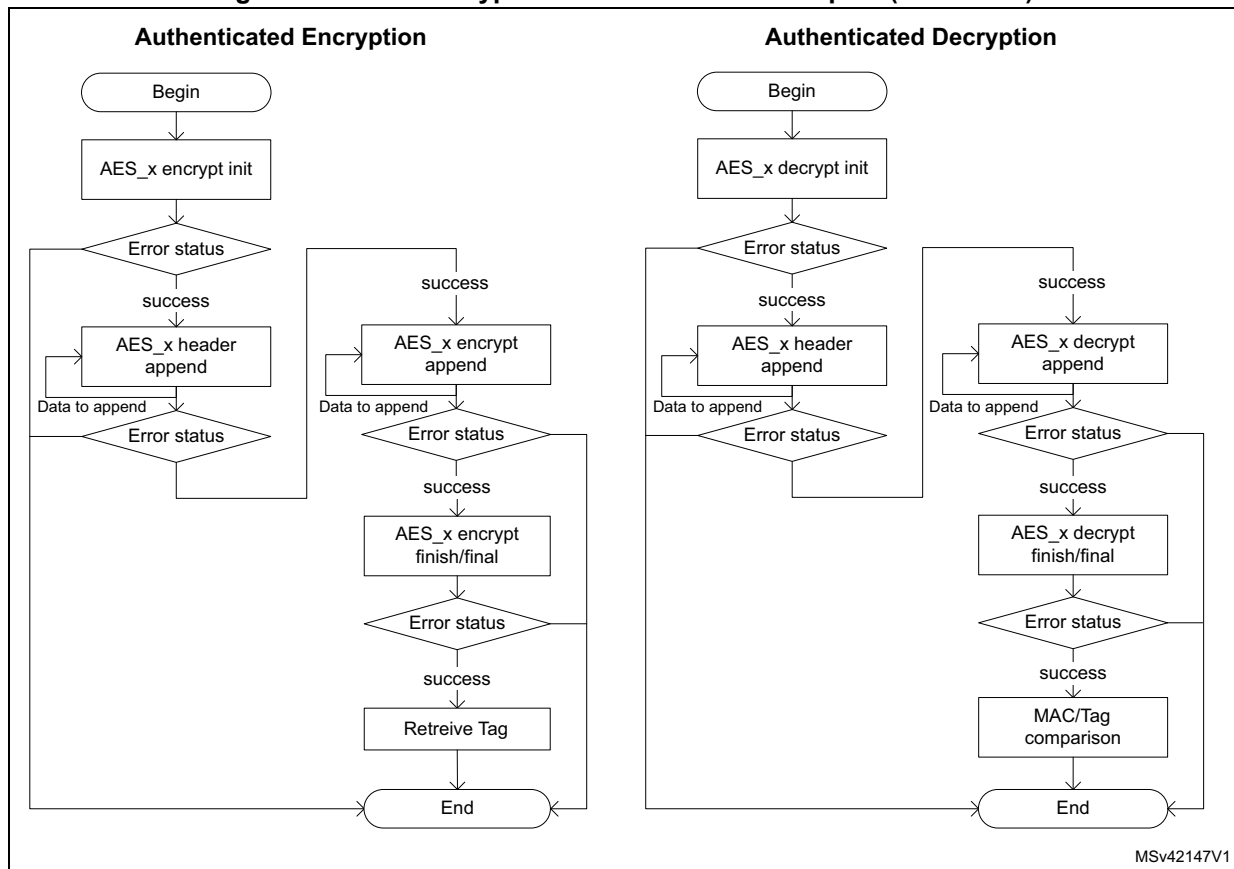 Authenticated Encryption
Begin
AES_x encrypt init
Error status
success
AES_x header
append
Data to append
Error status
success
AES_x encrypt
append
Data to append
Error status
success
AES_x encrypt
finish/final
Error status
success
Retreive Tag
End
Authenticated Decryption
Begin
AES_x decrypt init
Error status
success
AES_x header
append
Data to append
Error status
success
AES_x decrypt
append
Data to append
Error status
success
AES_x decrypt
finish/final
Error status
success
MAC/Tag
comparison
End
MSv42147V1